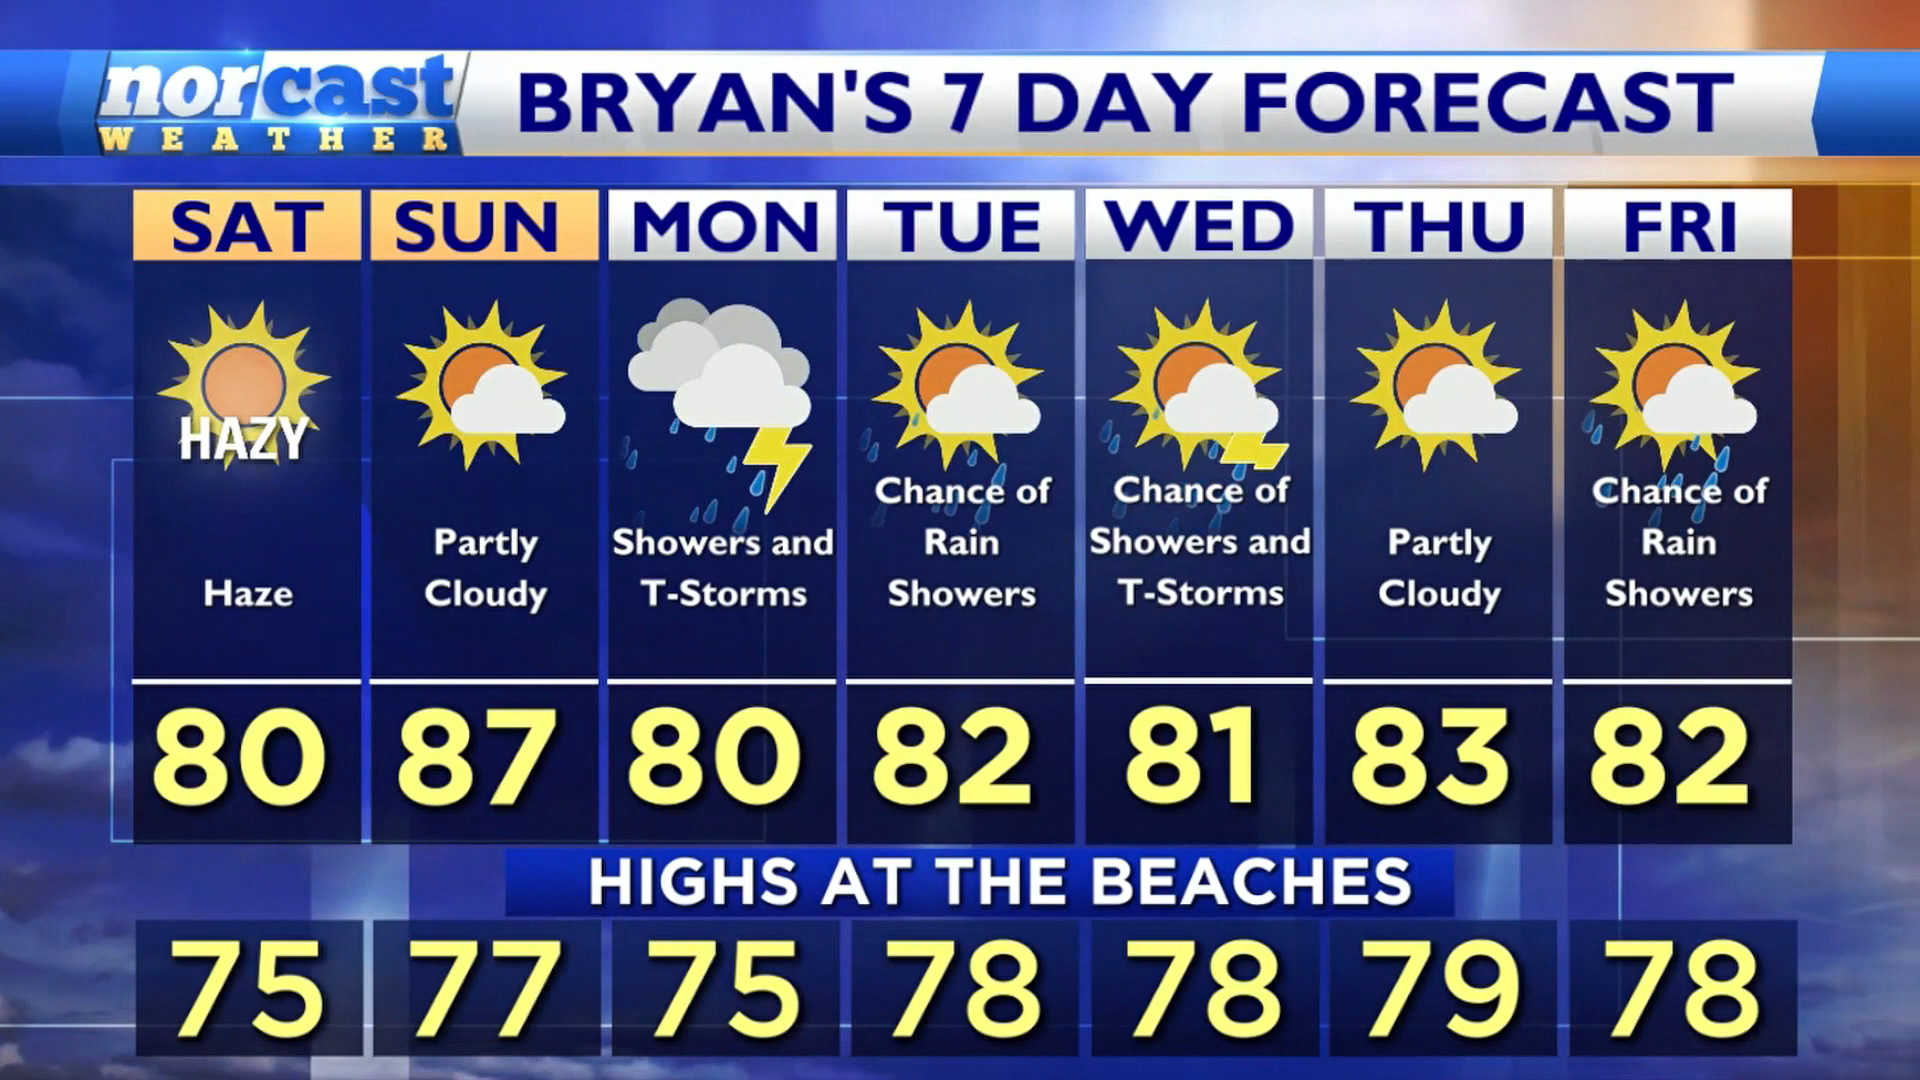 norcast
WEATHER
BRYAN'S 7 DAY FORECAST
SAT SUN MON TUE WED THU FRI
HAZY
Haze
Partly
Cloudy
Showers and
T-Storms
Chance of
Rain
Showers
Chance of
Showers and
T-Storms
Partly
Cloudy
Chance of
Rain
Showers
80 87 80 82 81 83 82
HIGHS AT THE BEACHES
75 77 75 78 78 79 78